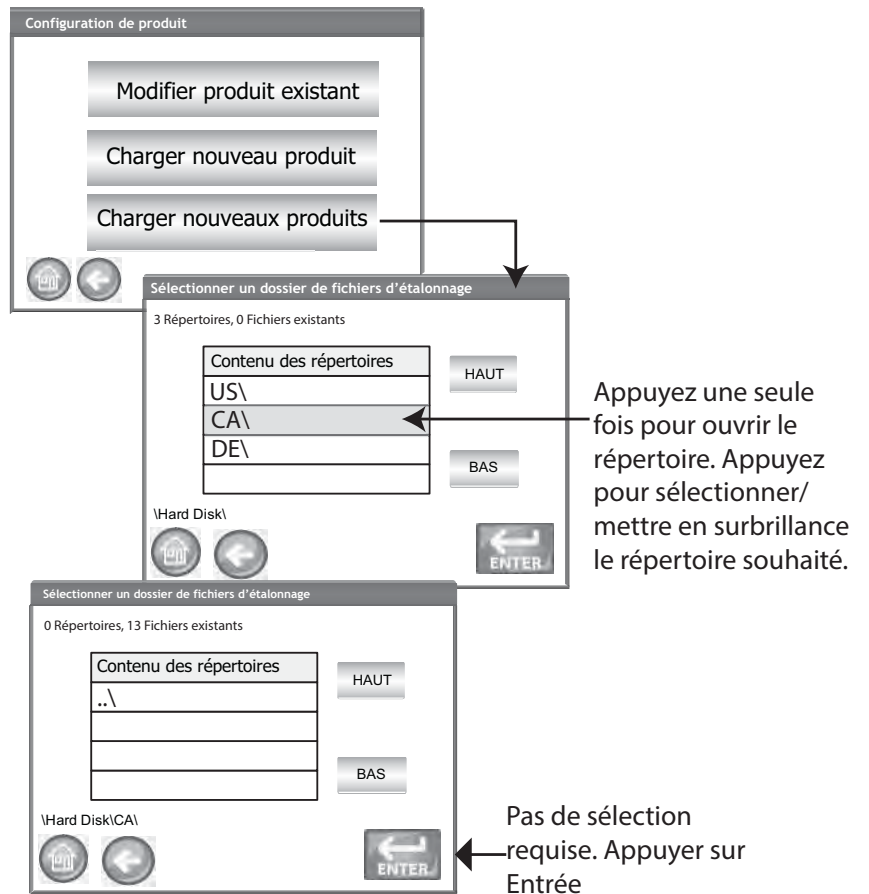 Configuration de produit
Modifier produit existant
Charger nouveau produit
Charger nouveaux produits
Sélectionner un dossier de fichiers d’étalonnage
3 Répertoires, 0 Fichiers existants
Contenu des répertoires
US\
CA\
DE\
HAUT
BAS
\Hard Disk\
ENTER
Appuyez une seule
fois pour ouvrir le
répertoire. Appuyez
pour sélectionner/
mettre en surbrillance
le répertoire souhaité.
Sélectionner un dossier de fichiers d’étalonnage
0 Répertoires, 13 Fichiers existants
Contenu des répertoires
..\
HAUT
BAS
\Hard Disk\CA\
ENTER
Pas de sélection
requise. Appuyer sur
Entrée